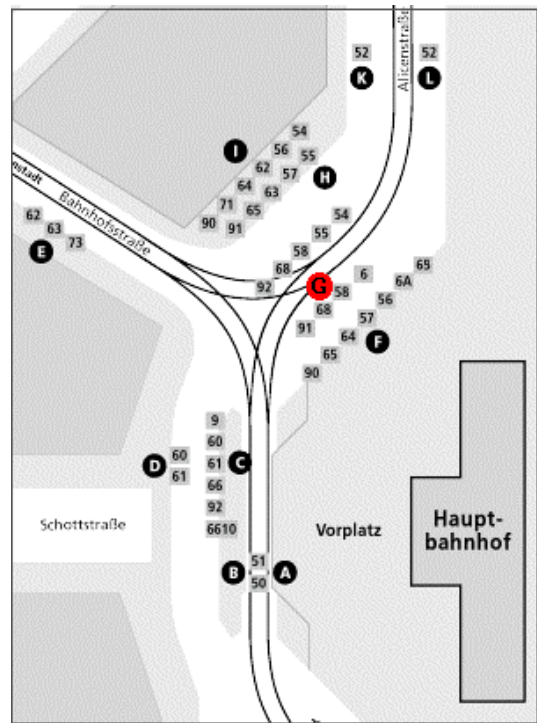 52
52
K
L
Alicenstraße
54
I
56
55
62
57
H
64
63
71
65
54
90
91
55
nstadt
Bahnhofsstraße
62
63
73
E
58
68
92
G
58
6
6A
69
68
56
91
57
64
F
65
90
9
60
60
D
61
61
C
66
92
6610
Schottstraße
Vorplatz
Haupt-
bahnhof
51
B
A
50